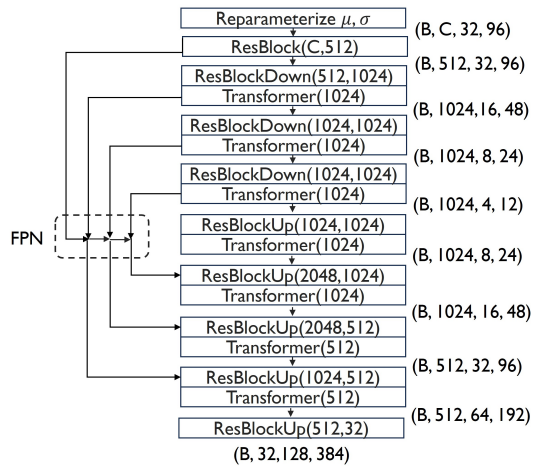 Reparameterize μ, σ
(B, C, 32, 96)
ResBlock(C,512)
(B, 512, 32, 96)
ResBlockDown(512,1024)
Transformer(1024)
(B, 1024,16, 48)
ResBlockDown(1024,1024)
Transformer(1024)
(B, 1024, 8, 24)
ResBlockDown(1024,1024)
Transformer(1024)
(B, 1024, 4, 12)
ResBlockUp(1024,1024)
FPN
Transformer(1024)
(B, 1024, 8, 24)
ResBlockUp(2048,1024)
Transformer(1024)
(B, 1024, 16, 48)
ResBlockUp(2048,512)
Transformer(512)
(B, 512, 32, 96)
ResBlockUp(1024,512)
Transformer(512)
(B, 512, 64, 192)
ResBlockUp(512,32)
(B, 32,128, 384)